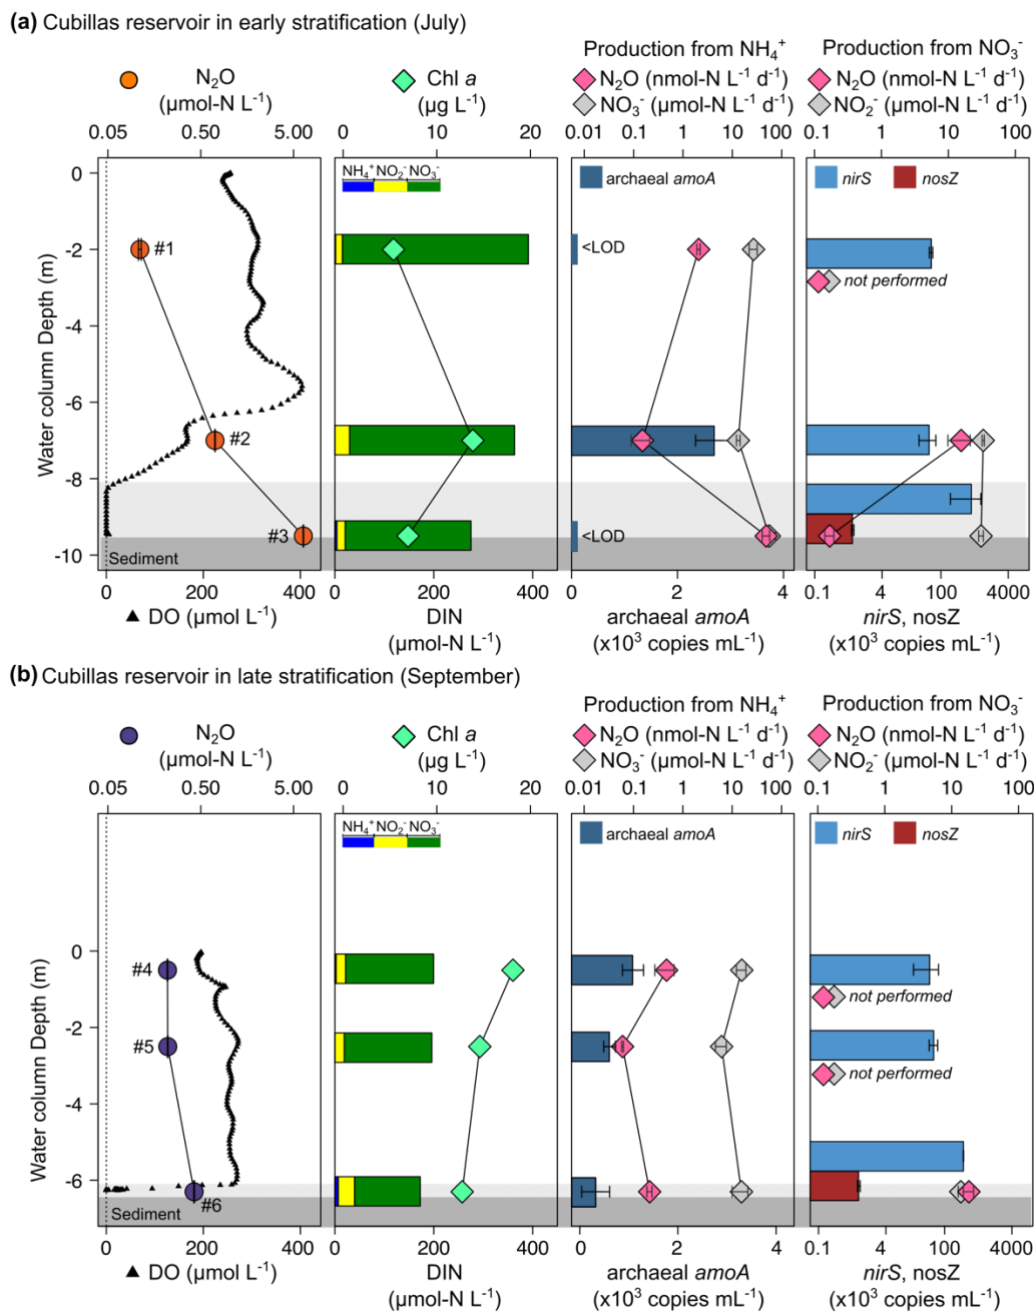 (a) Cubillas reservoir in early stratification (July)
N₂O
(µmol-N L⁻¹)
Chl a
(µg L⁻¹)
Production from NH₄⁺
N₂O (nmol-N L⁻¹ d⁻¹)
NO₃⁻ (µmol-N L⁻¹ d⁻¹)
Production from NO₃⁻
N₂O (nmol-N L⁻¹ d⁻¹)
NO₂⁻ (µmol-N L⁻¹ d⁻¹)
0.05 0.50 5.00
0 10 20
0.01 0.1 1 10 100
0.1 1 10 100
NH₄⁺ NO₂⁻ NO₃⁻
archaeal amoA
nirS nosZ
Water column Depth (m)
0
-2
-4
-6
-8
-10
#1
#2
#3
<LOD
<LOD
not performed
Sediment
0 200 400
0 200 400
0 2 4
0.1 4 100 4000
▲ DO (µmol L⁻¹)
DIN
(µmol-N L⁻¹)
archaeal amoA
(x10³ copies mL⁻¹)
nirS, nosZ
(x10³ copies mL⁻¹)
(b) Cubillas reservoir in late stratification (September)
N₂O
(µmol-N L⁻¹)
Chl a
(µg L⁻¹)
Production from NH₄⁺
N₂O (nmol-N L⁻¹ d⁻¹)
NO₃⁻ (µmol-N L⁻¹ d⁻¹)
Production from NO₃⁻
N₂O (nmol-N L⁻¹ d⁻¹)
NO₂⁻ (µmol-N L⁻¹ d⁻¹)
0.05 0.50 5.00
0 10 20
0.01 0.1 1 10 100
0.1 1 10 100
NH₄⁺ NO₂⁻ NO₃⁻
archaeal amoA
nirS nosZ
Water column Depth (m)
0
-2
-4
-6
#4
#5
#6
not performed
not performed
Sediment
0 200 400
0 200 400
0 2 4
0.1 4 100 4000
▲ DO (µmol L⁻¹)
DIN
(µmol-N L⁻¹)
archaeal amoA
(x10³ copies mL⁻¹)
nirS, nosZ
(x10³ copies mL⁻¹)